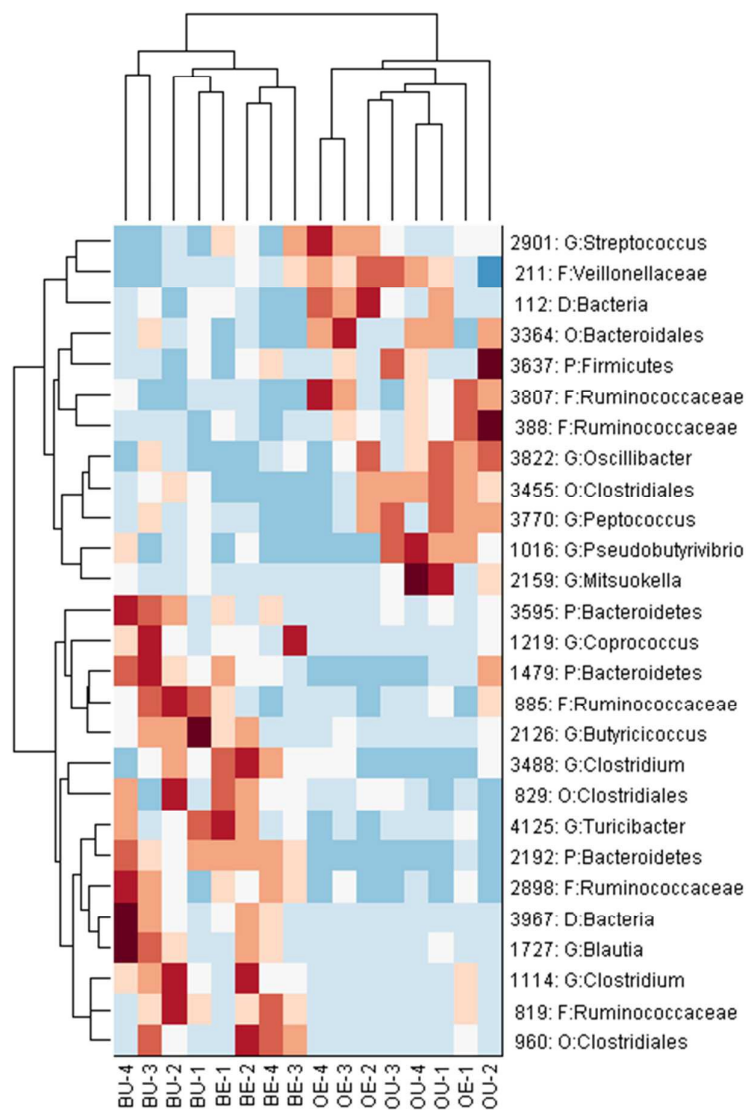 2901: G:Streptococcus
211: F:Veillonellaceae
112: D:Bacteria
3364: O:Bacteroidales
3637: P:Firmicutes
3807: F:Ruminococcaceae
388: F:Ruminococcaceae
3822: G:Oscillibacter
3455: O:Clostridiales
3770: G:Peptococcus
1016: G:Pseudobutyrivibrio
2159: G:Mitsuokella
3595: P:Bacteroidetes
1219: G:Coprococcus
1479: P:Bacteroidetes
885: F:Ruminococcaceae
2126: G:Butyricicoccus
3488: G:Clostridium
829: O:Clostridiales
4125: G:Turicibacter
2192: P:Bacteroidetes
2898: F:Ruminococcaceae
3967: D:Bacteria
1727: G:Blautia
1114: G:Clostridium
819: F:Ruminococcaceae
960: O:Clostridiales
BU-4
BU-3
BU-2
BU-1
BE-1
BE-2
BE-4
BE-3
OE-4
OE-3
OE-2
OU-3
OU-4
OU-1
OE-1
OU-2